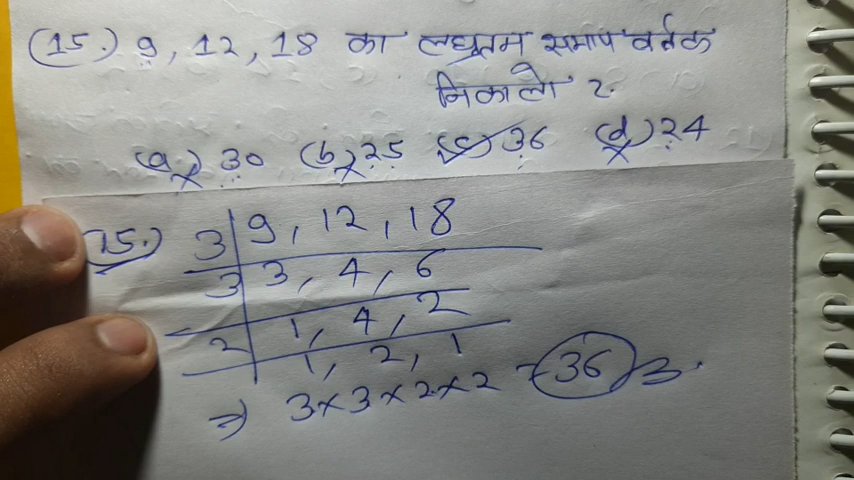 (15.) 9, 12, 18 का लघुतम समापवर्तक
निकालो ?.
(a) 30 (b) 25 (c) 36 (d) 24
15.) 3 | 9, 12, 18
3 | 3, 4, 6
2 | 1, 4, 2
1, 2, 1
⇒ 3×3×2×2 = 36